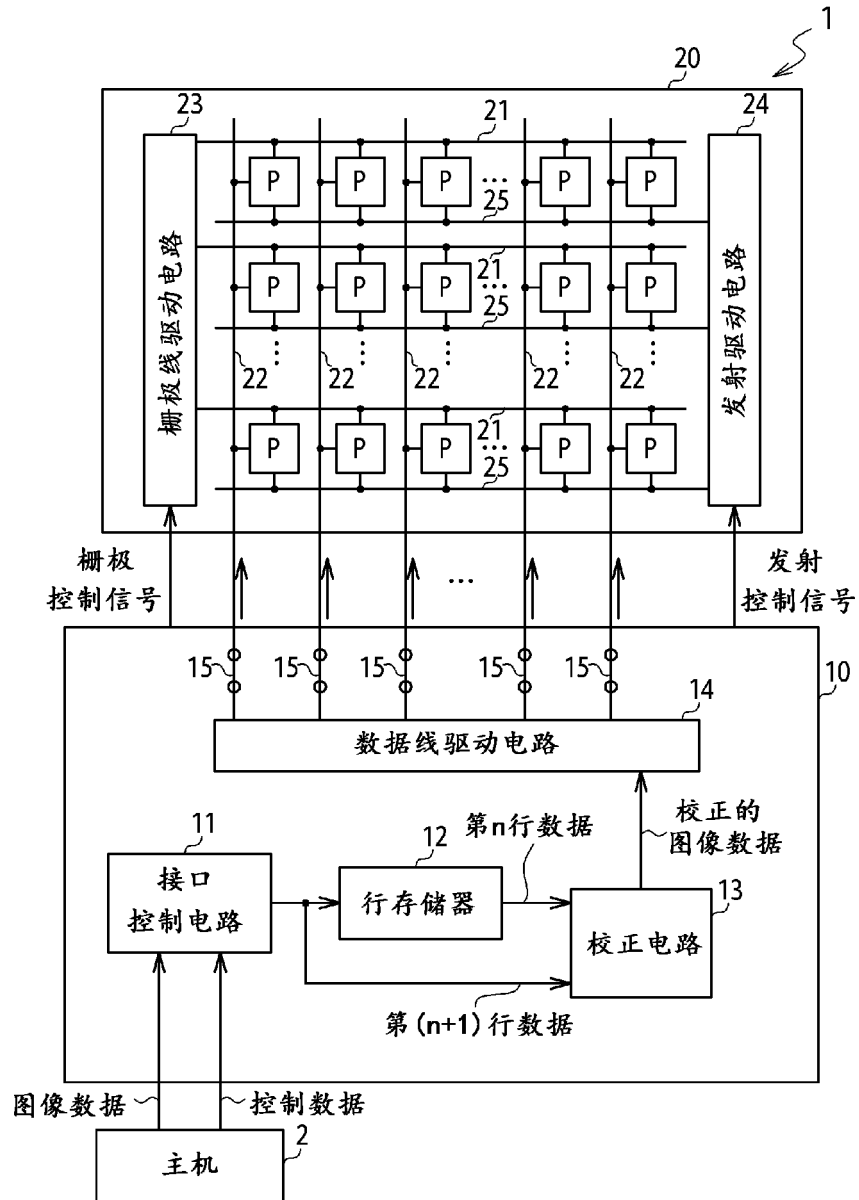 1
20
23
24
21
P P P ... P P
25
21
P P P ... P P
25
栅极线驱动电路
发射驱动电路
22 22 22 22 22
21
P P P ... P P
25
栅极
控制信号
...
发射
控制信号
15 15 15 15 15
10
14
数据线驱动电路
校正的
图像数据
11
接口
控制电路
12
行存储器
第n行数据
13
校正电路
第(n+1)行数据
图像数据
控制数据
2
主机